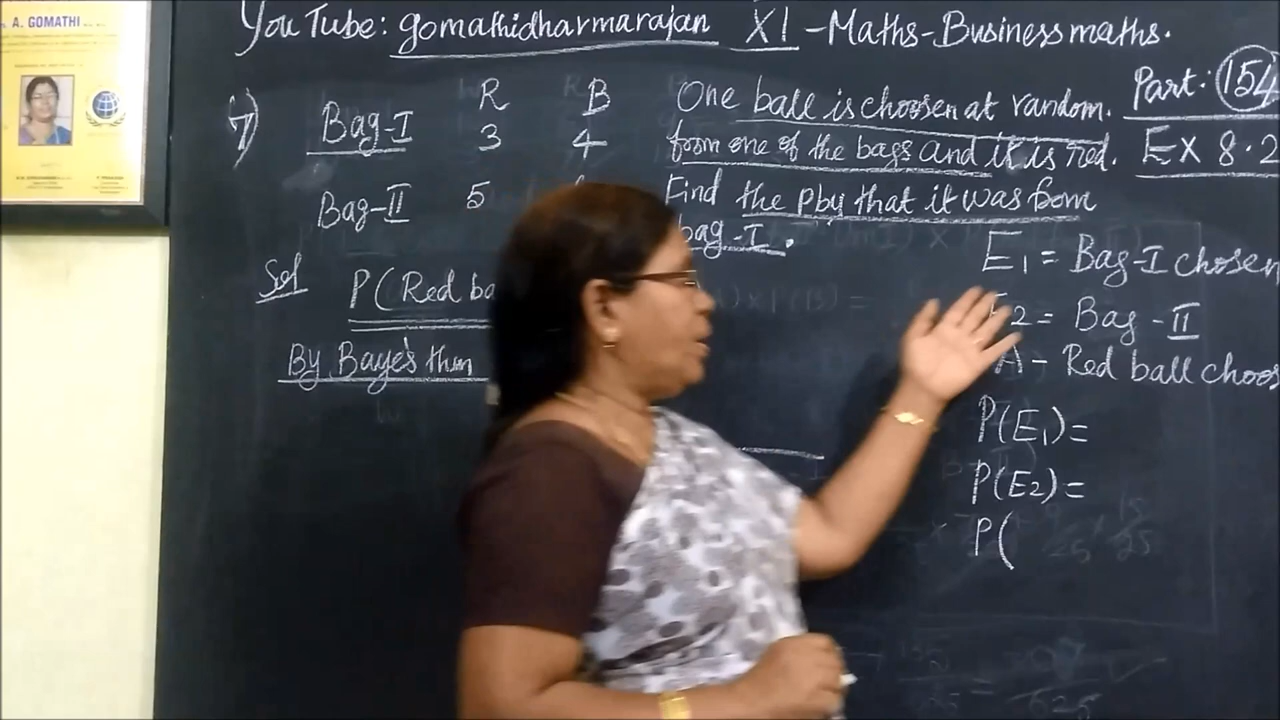 A. GOMATHI
YouTube: gomathidharmarajan XI -Maths-Business maths.
Part: 154
Ex 8.2
7)
R B
Bag-I 3 4
Bag-II 5
One ball is choosen at random.
from one of the bags and it is red.
Find the pby that it was from
bag-I.
Sol
P(Red ba
By Baye's thm
E1 = Bag-I chosen
2 = Bag-II
A - Red ball choos
P(E1)=
P(E2)=
P(